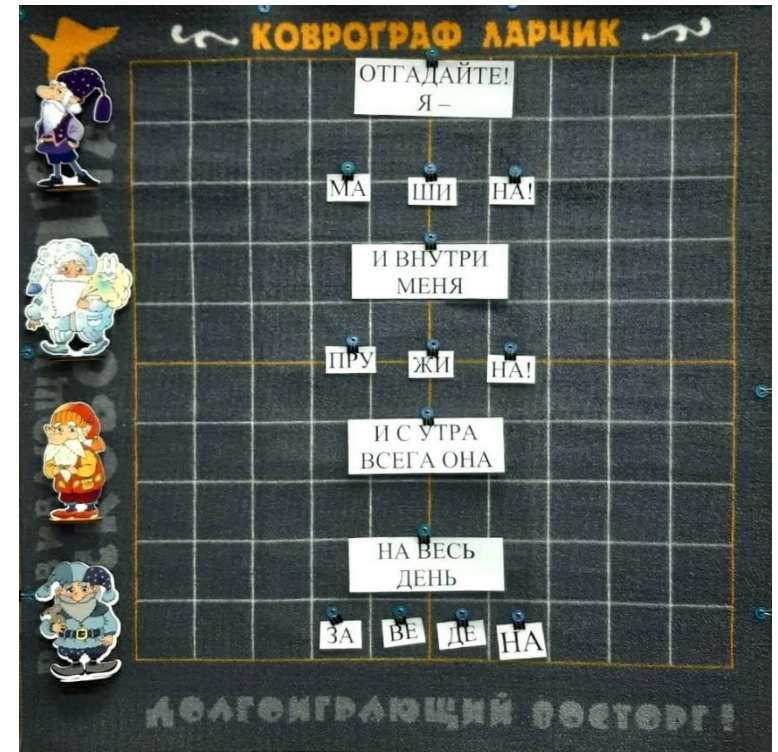 КОВРОГРАФ ЛАРЧИК
ОТГАДАЙТЕ!
Я –
МА ШИ НА!
И ВНУТРИ
МЕНЯ
ПРУ ЖИ НА!
И С УТРА
ВСЕГА ОНА
НА ВЕСЬ
ДЕНЬ
ЗА ВЕ ДЕ НА
ДОЛГОИГРАЮЩИЙ ВОСТОРГ!